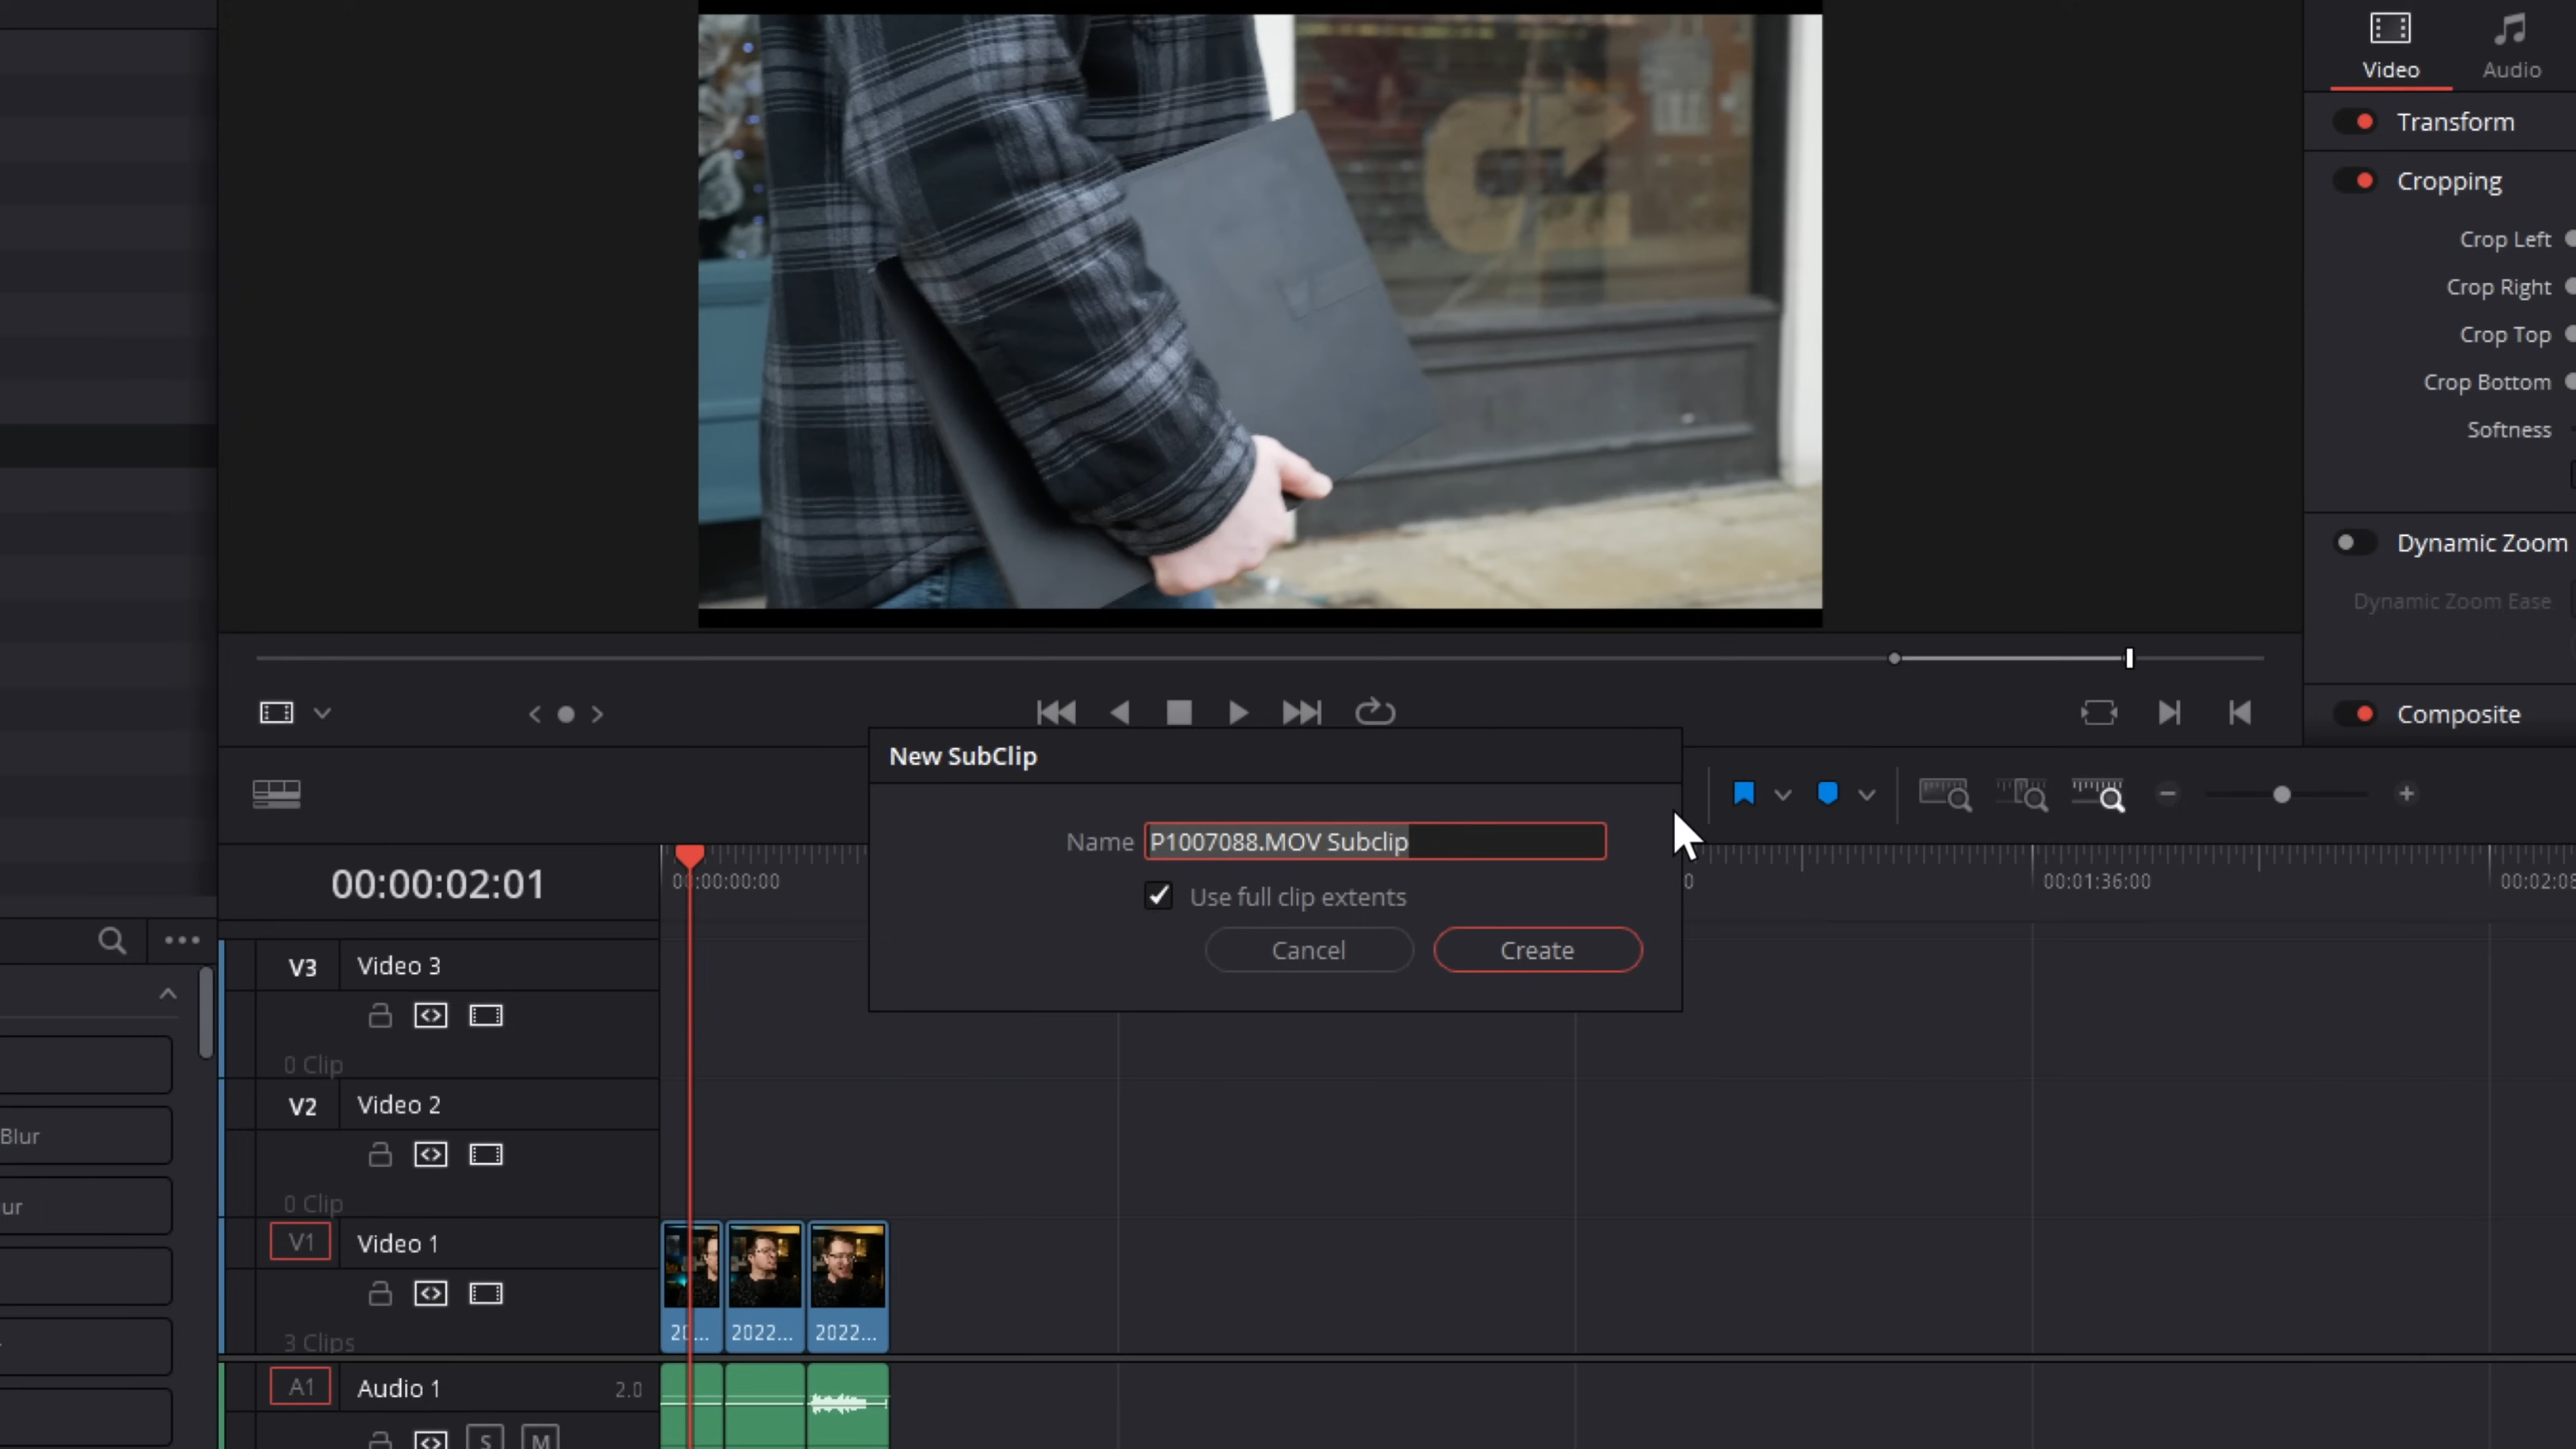 Video
Audio
Transform
Cropping
Crop Left
Crop Right
Crop Top
Crop Bottom
Softness
Dynamic Zoom
Dynamic Zoom Ease
Composite
New SubClip
Name P1007088.MOV Subclip
Use full clip extents
Cancel Create
00:00:02:01
00:00:00:00
0
00:01:36:00
00:02:08
V3 Video 3
0 Clip
V2 Video 2
0 Clip
Blur
ur
V1 Video 1
3 Clips
20... 2022... 2022...
A1 Audio 1 2.0
S M